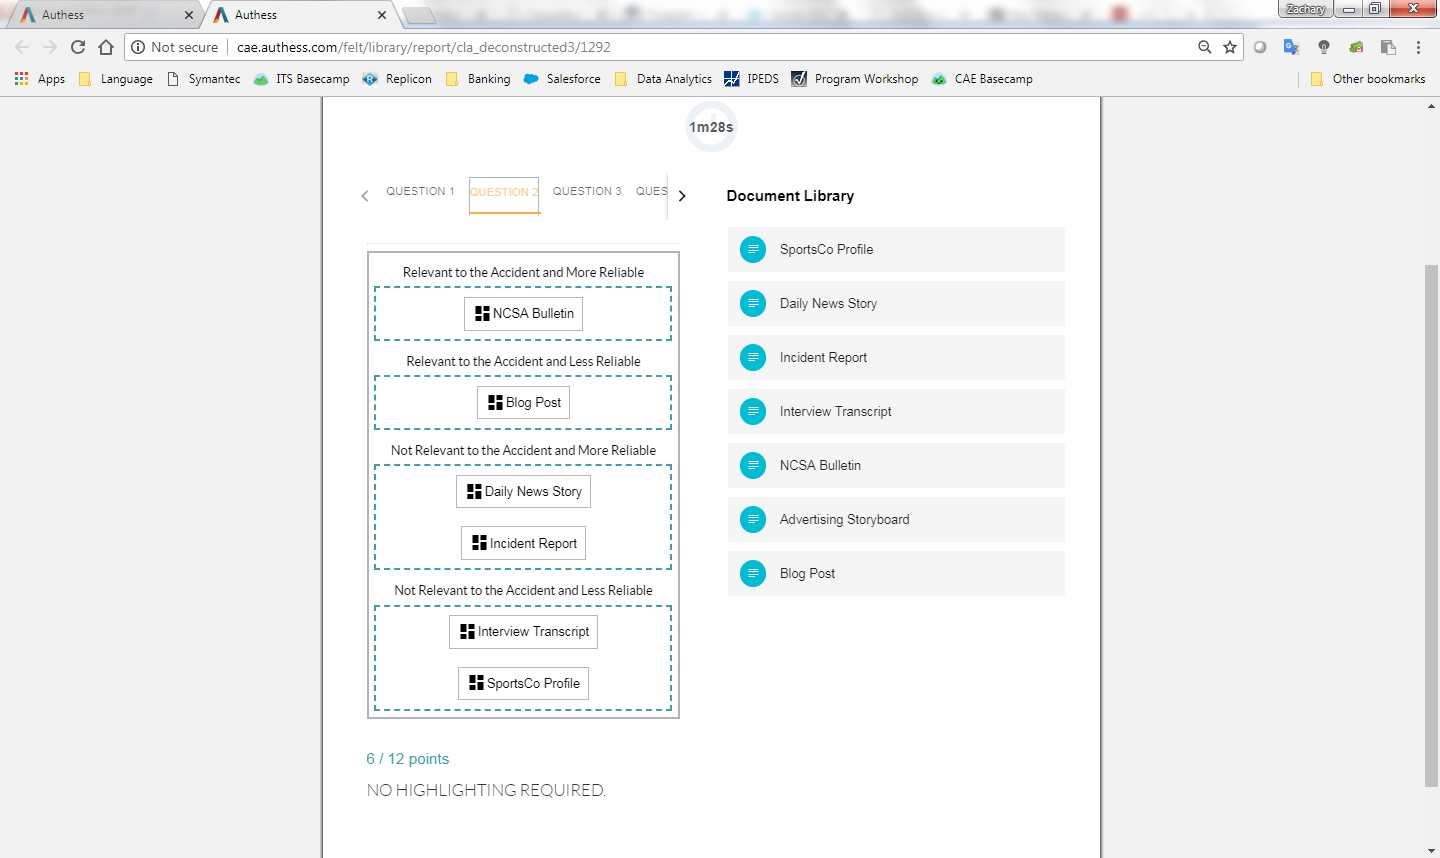 Authess
Authess
Zachary
Not secure
cae.authess.com/felt/library/report/cla_deconstructed3/1292
Apps
Language
Symantec
ITS Basecamp
Replicon
Banking
Salesforce
Data Analytics
IPEDS
Program Workshop
CAE Basecamp
Other bookmarks
1m28s
QUESTION 1
QUESTION 2
QUESTION 3
QUES
Relevant to the Accident and More Reliable
NCSA Bulletin
Relevant to the Accident and Less Reliable
Blog Post
Not Relevant to the Accident and More Reliable
Daily News Story
Incident Report
Not Relevant to the Accident and Less Reliable
Interview Transcript
SportsCo Profile
6 / 12 points
NO HIGHLIGHTING REQUIRED.
Document Library
SportsCo Profile
Daily News Story
Incident Report
Interview Transcript
NCSA Bulletin
Advertising Storyboard
Blog Post